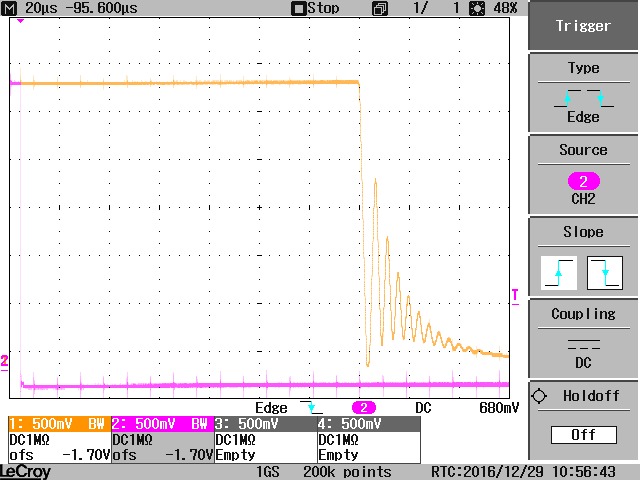 M 20µs -95.600µs Stop 1/ 1 48%
Trigger
Type
Edge
Source
2
CH2
Slope
T
Coupling
DC
2
Holdoff
Off
Edge 2 DC 680mV
1: 500mV BW 2: 500mV BW 3: 500mV 4: 500mV
DC1MΩ DC1MΩ DC1MΩ DC1MΩ
ofs -1.70V ofs -1.70V Empty Empty
LeCroy 1GS 200k points RTC:2016/12/29 10:56:43